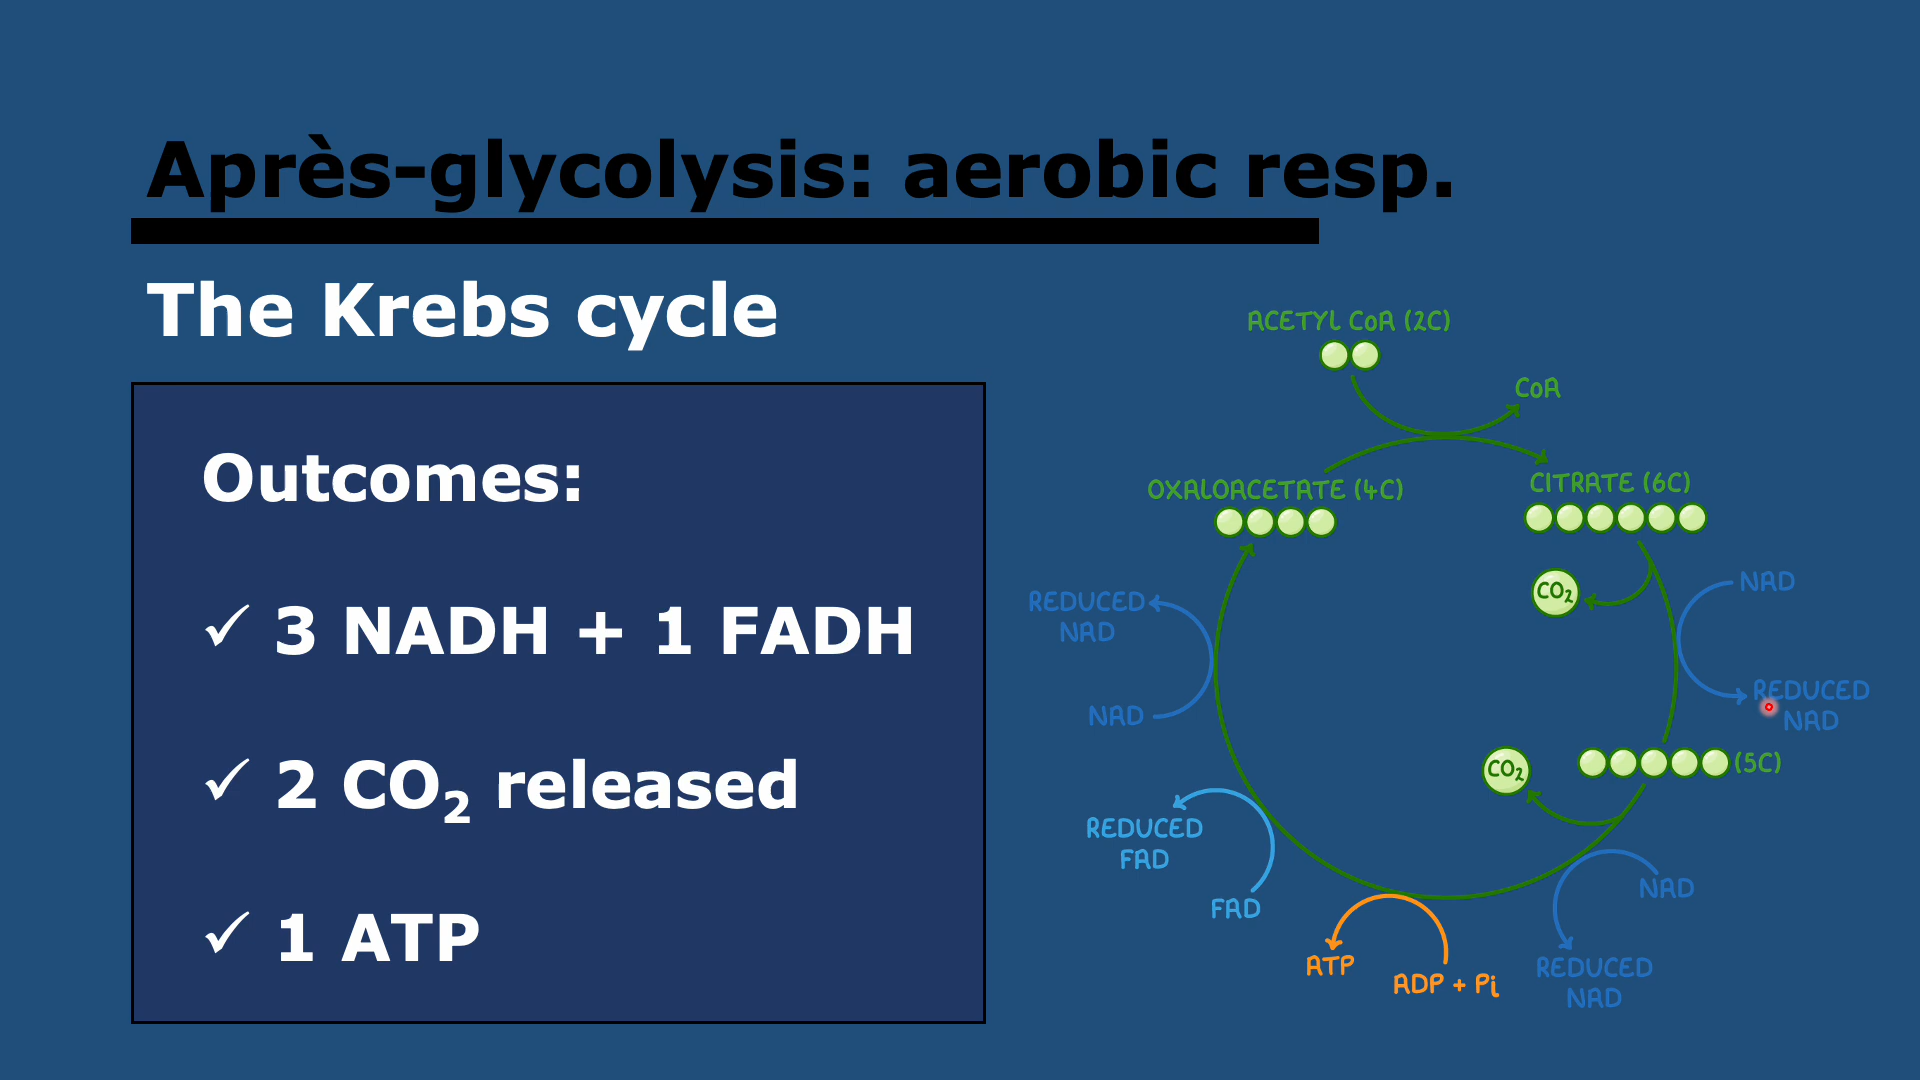 Après-glycolysis: aerobic resp.
The Krebs cycle
Outcomes:
✓ 3 NADH + 1 FADH
✓ 2 CO₂ released
✓ 1 ATP
ACETYL CoA (2C)
CoA
OXALOACETATE (4C)
CITRATE (6C)
CO₂
NAD
REDUCED
NAD
REDUCED
NAD
NAD
CO₂
(5C)
REDUCED
FAD
FAD
NAD
REDUCED
NAD
ATP
ADP + Pi